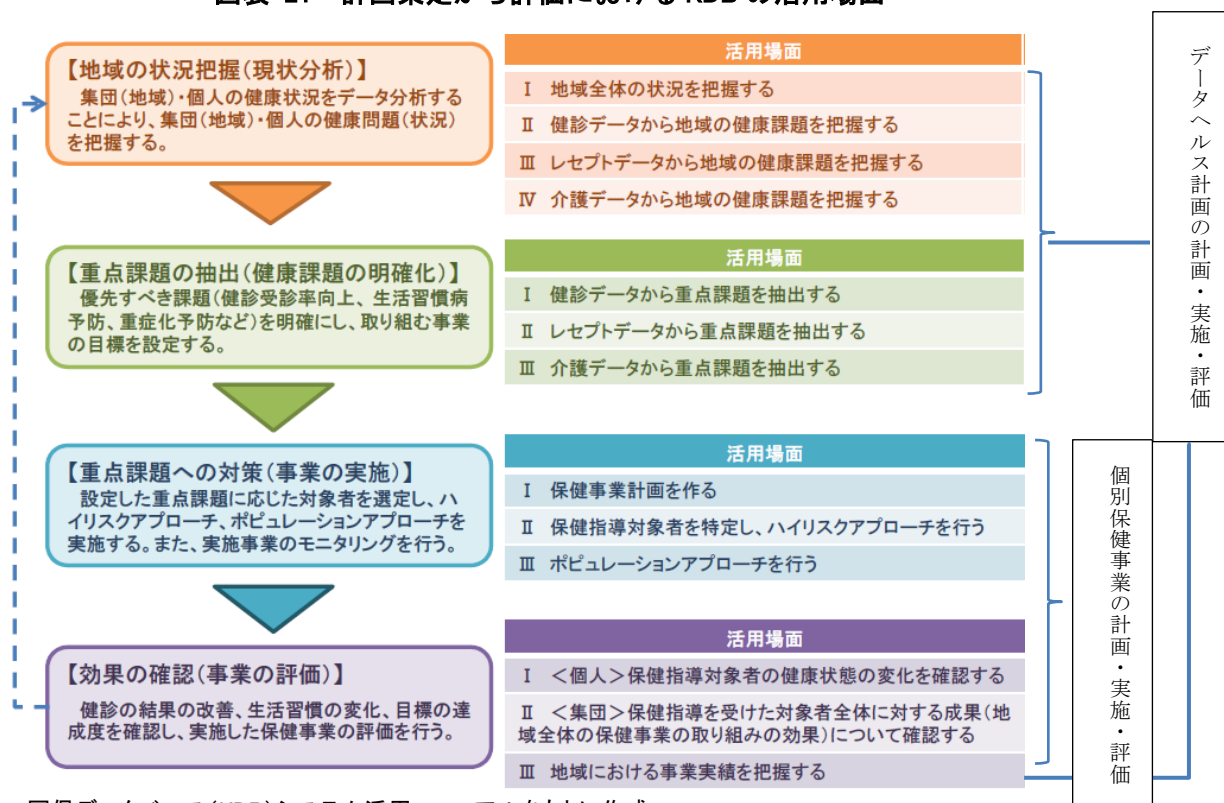 【地域の状況把握(現状分析)】
集団(地域)・個人の健康状況をデータ分析する
ことにより、集団(地域)・個人の健康問題(状況)
を把握する。
活用場面
Ⅰ 地域全体の状況を把握する
Ⅱ 健診データから地域の健康課題を把握する
Ⅲ レセプトデータから地域の健康課題を把握する
Ⅳ 介護データから地域の健康課題を把握する
【重点課題の抽出(健康課題の明確化)】
優先すべき課題(健診受診率向上、生活習慣病
予防、重症化予防など)を明確にし、取り組む事業
の目標を設定する。
活用場面
Ⅰ 健診データから重点課題を抽出する
Ⅱ レセプトデータから重点課題を抽出する
Ⅲ 介護データから重点課題を抽出する
【重点課題への対策(事業の実施)】
設定した重点課題に応じた対象者を選定し、ハ
イリスクアプローチ、ポピュレーションアプローチを
実施する。また、実施事業のモニタリングを行う。
活用場面
Ⅰ 保健事業計画を作る
Ⅱ 保健指導対象者を特定し、ハイリスクアプローチを行う
Ⅲ ポピュレーションアプローチを行う
【効果の確認(事業の評価)】
健診の結果の改善、生活習慣の変化、目標の達
成度を確認し、実施した保健事業の評価を行う。
活用場面
Ⅰ <個人>保健指導対象者の健康状態の変化を確認する
Ⅱ <集団>保健指導を受けた対象者全体に対する成果(地
域全体の保健事業の取り組みの効果)について確認する
Ⅲ 地域における事業実績を把握する
データヘルス計画の計画・実施・評価
個別保健事業の計画・実施・評価